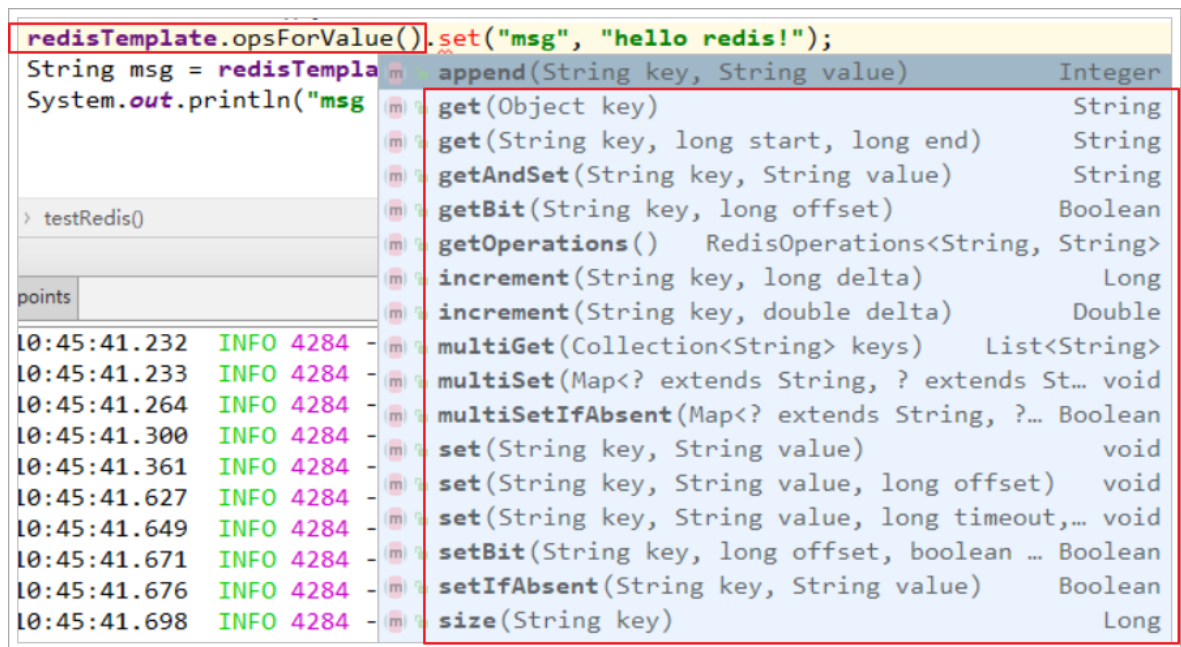 redisTemplate.opsForValue().set("msg", "hello redis!");
String msg = redisTempla
System.out.println("msg
append(String key, String value) Integer
get(Object key) String
get(String key, long start, long end) String
getAndSet(String key, String value) String
getBit(String key, long offset) Boolean
getOperations() RedisOperations<String, String>
increment(String key, long delta) Long
increment(String key, double delta) Double
multiGet(Collection<String> keys) List<String>
multiSet(Map<? extends String, ? extends St… void
multiSetIfAbsent(Map<? extends String, ?… Boolean
set(String key, String value) void
set(String key, String value, long offset) void
set(String key, String value, long timeout,… void
setBit(String key, long offset, boolean … Boolean
setIfAbsent(String key, String value) Boolean
size(String key) Long
testRedis()
points
10:45:41.232 INFO 4284 -
10:45:41.233 INFO 4284 -
10:45:41.264 INFO 4284 -
10:45:41.300 INFO 4284 -
10:45:41.361 INFO 4284 -
10:45:41.627 INFO 4284 -
10:45:41.649 INFO 4284 -
10:45:41.671 INFO 4284 -
10:45:41.676 INFO 4284 -
10:45:41.698 INFO 4284 -